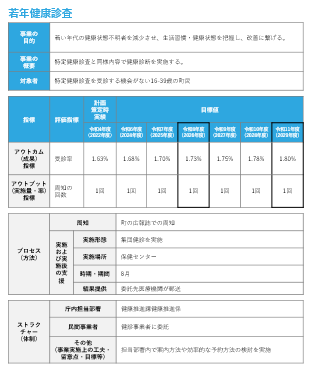 若年健康診査
事業の
目的
若い年代の健康状態不明者を減少させ、生活習慣・健康状態を把握し、改善に繋げる。
事業の
概要
特定健康診査と同様内容で健康診断を実施する。
対象者
特定健康診査を受診する機会がない16-39歳の町民
指標
評価指標
計画
策定時
実績
目標値
令和4年度
(2022年度)
令和6年度
(2024年度)
令和7年度
(2025年度)
令和8年度
(2026年度)
令和9年度
(2027年度)
令和10年度
(2028年度)
令和11年度
(2029年度)
アウトカム
(成果)
指標
受診率
1.63%
1.68%
1.70%
1.73%
1.75%
1.78%
1.80%
アウトプット
(実施量・率)
指標
周知の
回数
1回
1回
1回
1回
1回
1回
1回
プロセス
(方法)
周知
町の広報誌での周知
実施
およ
び実
施後
の支
援
実施形態
集団健診を実施
実施場所
保健センター
時期・期間
8月
結果提供
委託先医療機関が郵送
ストラク
チャー
(体制)
庁内担当部署
健康推進課健康推進係
民間事業者
健診事業者に委託
その他
(事業実施上の工夫・
留意点・目標等)
担当部署内で案内方法や効率的な予約方法の検討を実施